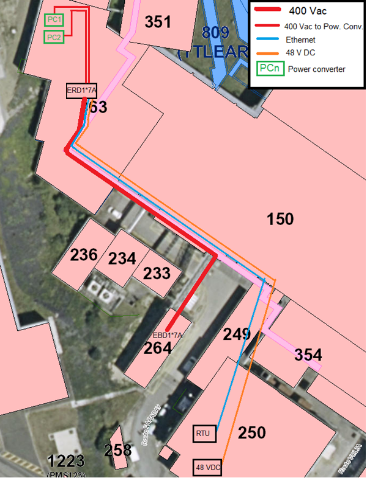 351
809
TTLEAR
400 Vac
400 Vac to Pow. Conv.
Ethernet
48 V DC
PCn
Power converter
PC1
PC2
ERD1*7A
63
150
236
234
233
EBD1*7A
264
249
354
RTU
250
48 VDC
258
1223